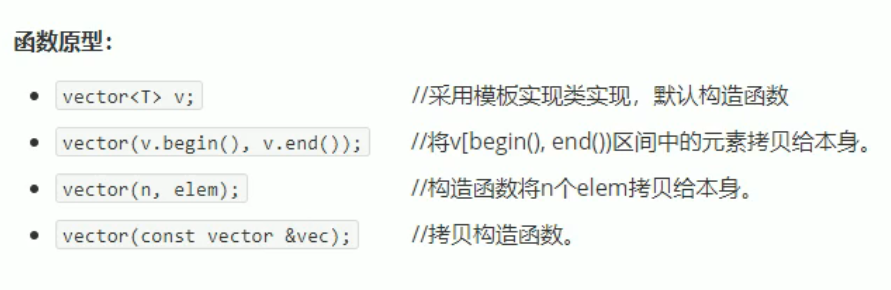 函数原型：
vector<T> v; //采用模板实现类实现，默认构造函数
vector(v.begin(), v.end()); //将v[begin(), end())区间中的元素拷贝给本身。
vector(n, elem); //构造函数将n个elem拷贝给本身。
vector(const vector &vec); //拷贝构造函数。